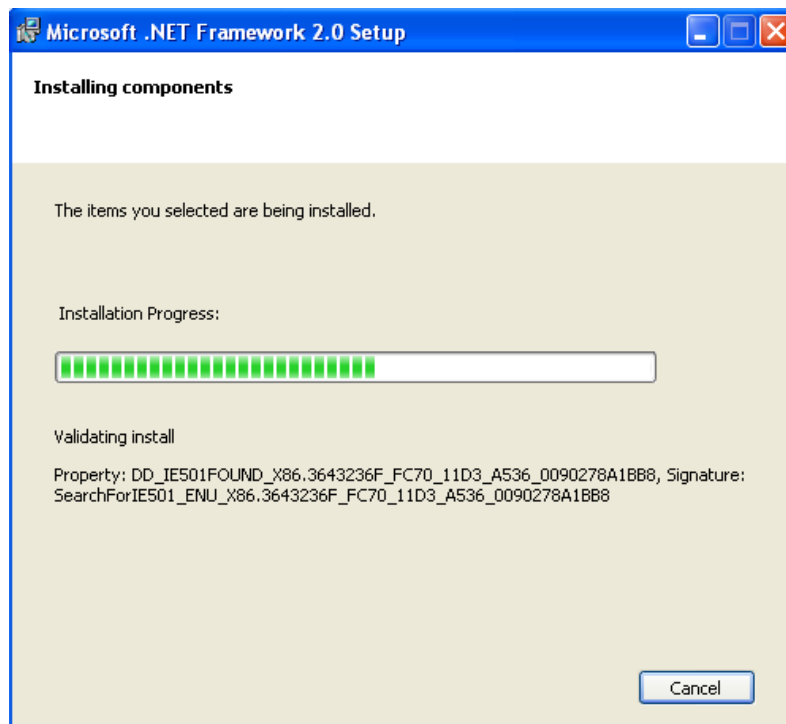 Microsoft .NET Framework 2.0 Setup
Installing components
The items you selected are being installed.
Installation Progress:
Validating install
Property: DD_IE501FOUND_X86.3643236F_FC70_11D3_A536_0090278A1BB8, Signature:
SearchForIE501_ENU_X86.3643236F_FC70_11D3_A536_0090278A1BB8
Cancel